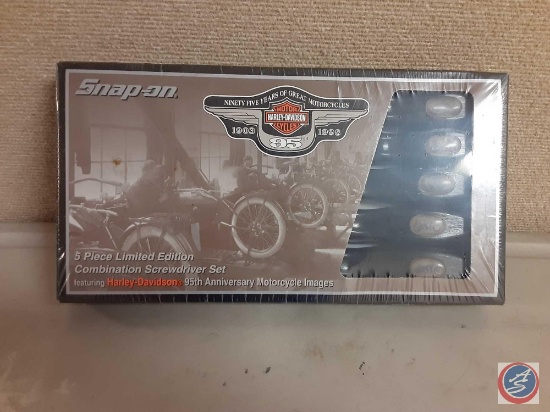 Snap-on
NINETY FIVE YEARS OF GREAT MOTORCYCLES
MOTOR
HARLEY-DAVIDSON
CYCLES
1903 95 1998
5 Piece Limited Edition
Combination Screwdriver Set
featuring Harley-Davidson 95th Anniversary Motorcycle Images
AS